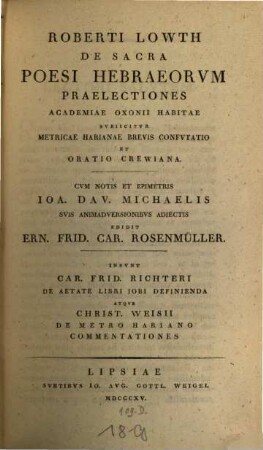 ROBERTI LOWTH
DE SACRA
POESI HEBRAEORVM
PRAELECTIONES
ACADEMIAE OXONII HABITAE
SVBIICITVR
METRICAE HARIANAE BREVIS CONFVTATIO
ET
ORATIO CREWIANA.
CVM NOTIS ET EPIMETRIS
IOA. DAV. MICHAELIS
SVIS ANIMADVERSIONIBVS ADIECTIS
EDIDIT
ERN. FRID. CAR. ROSENMÜLLER.
INSVNT
CAR. FRID. RICHTERI
DE AETATE LIBRI IOBI DEFINIENDA
ATQVE
CHRIST. WEISII
DE METRO HARIANO
COMMENTATIONES
LIPSIAE
SVMTIBVS IO. AVG. GOTTL. WEIGEL
MDCCCXV.